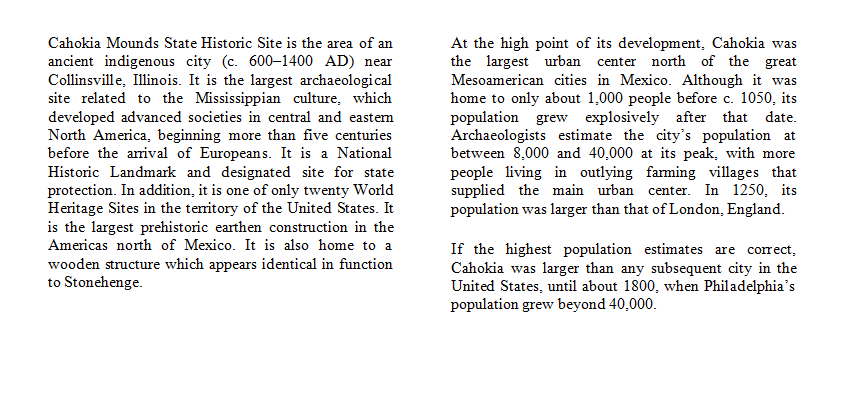 Cahokia Mounds State Historic Site is the area of an
ancient indigenous city (c. 600–1400 AD) near
Collinsville, Illinois. It is the largest archaeological
site related to the Mississippian culture, which
developed advanced societies in central and eastern
North America, beginning more than five centuries
before the arrival of Europeans. It is a National
Historic Landmark and designated site for state
protection. In addition, it is one of only twenty World
Heritage Sites in the territory of the United States. It
is the largest prehistoric earthen construction in the
Americas north of Mexico. It is also home to a
wooden structure which appears identical in function
to Stonehenge.
At the high point of its development, Cahokia was
the largest urban center north of the great
Mesoamerican cities in Mexico. Although it was
home to only about 1,000 people before c. 1050, its
population grew explosively after that date.
Archaeologists estimate the city's population at
between 8,000 and 40,000 at its peak, with more
people living in outlying farming villages that
supplied the main urban center. In 1250, its
population was larger than that of London, England.
If the highest population estimates are correct,
Cahokia was larger than any subsequent city in the
United States, until about 1800, when Philadelphia's
population grew beyond 40,000.